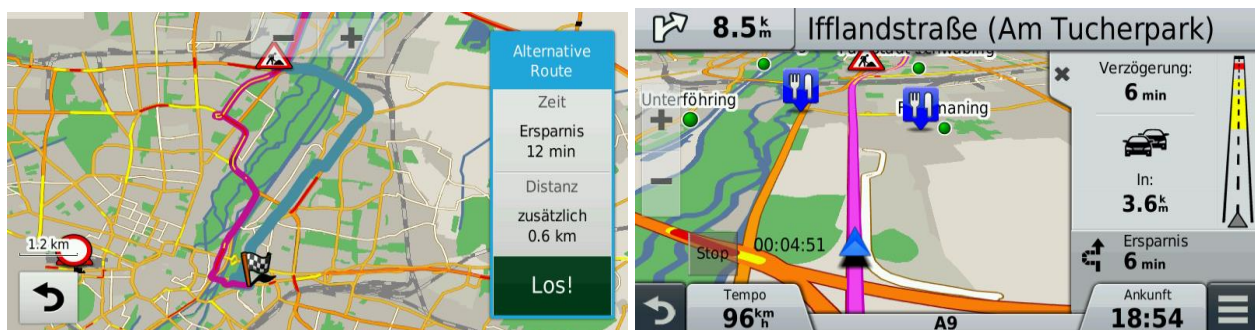 Alternative
Route
Zeit
Ersparnis
12 min
Distanz
zusätzlich
0.6 km
Los!
1.2 km
8.5 km
Ifflandstraße (Am Tucherpark)
Unterföhring
Verzögerung:
6 min
In:
3.6 km
Ersparnis
6 min
Stop
00:04:51
Tempo
96 km/h
A9
Ankunft
18:54